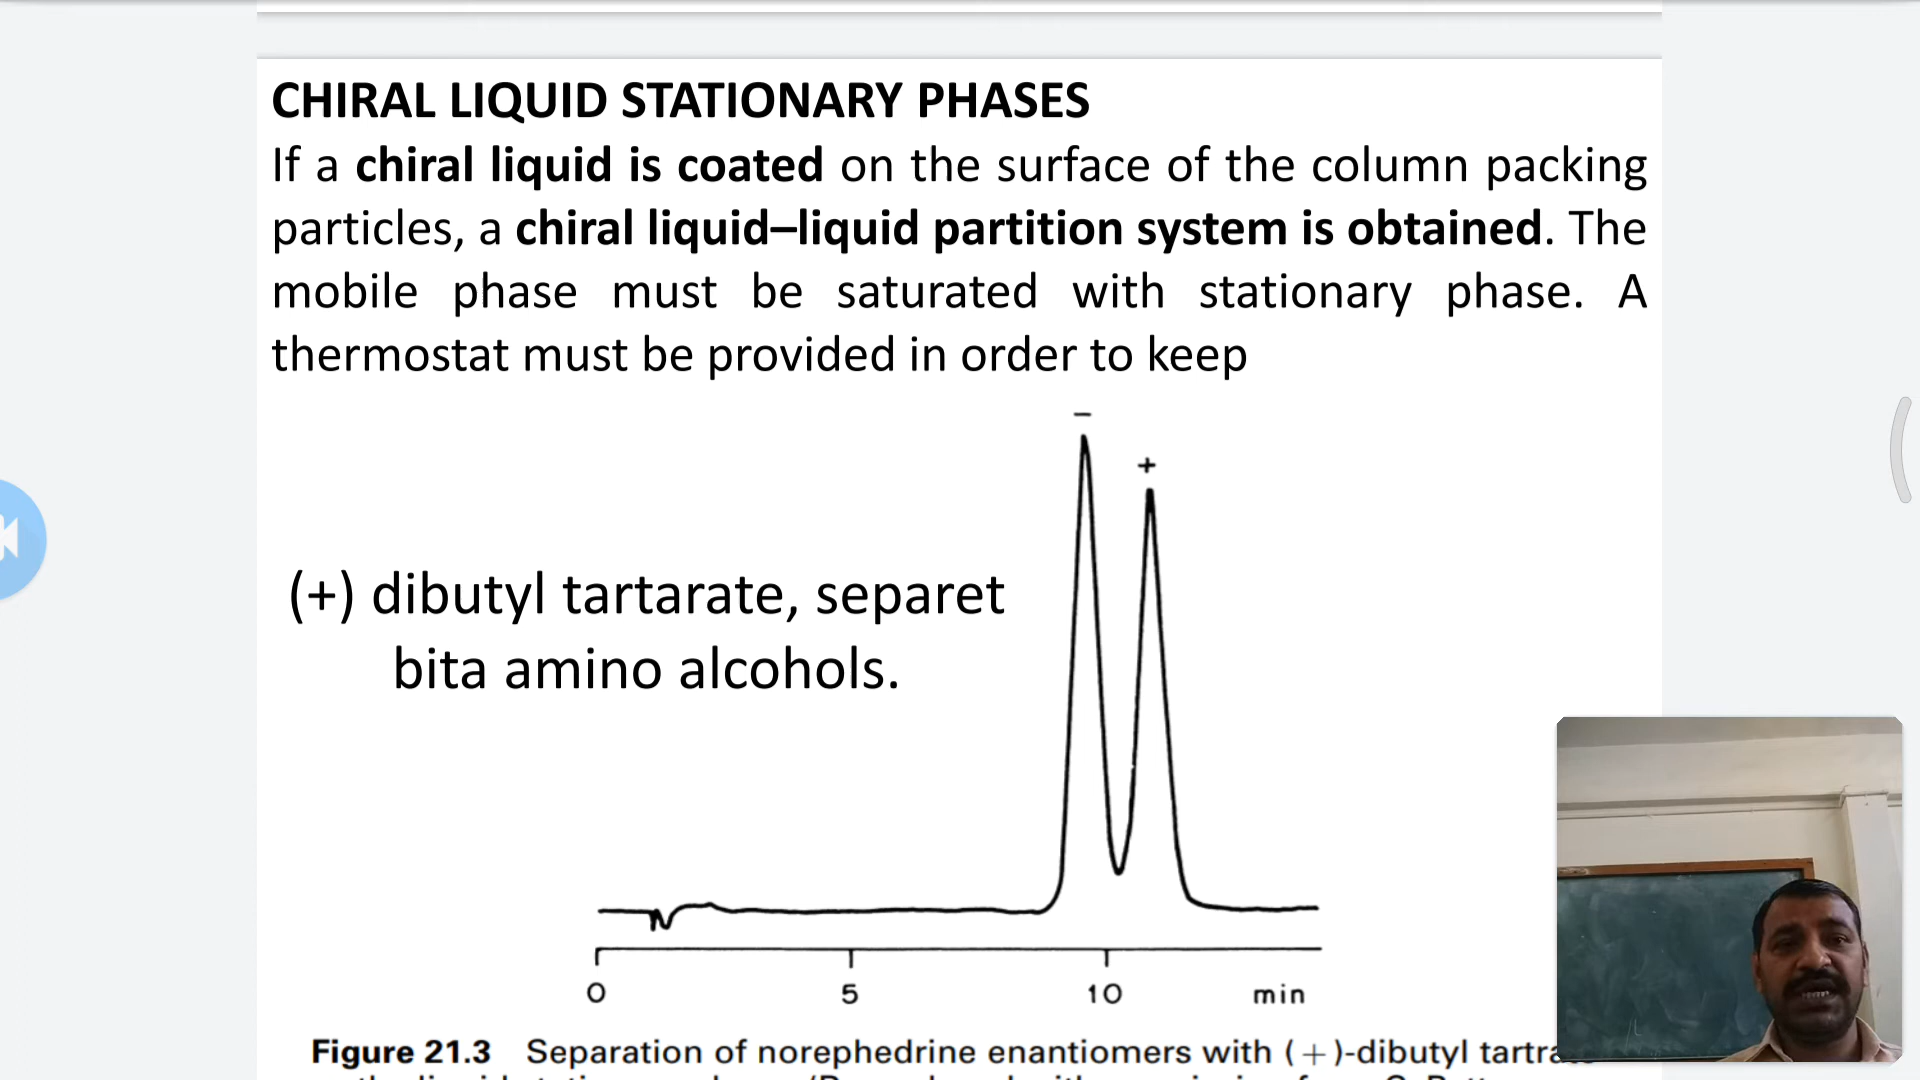 CHIRAL LIQUID STATIONARY PHASES
If a chiral liquid is coated on the surface of the column packing
particles, a chiral liquid–liquid partition system is obtained. The
mobile phase must be saturated with stationary phase. A
thermostat must be provided in order to keep
−
+
(+) dibutyl tartarate, separet
bita amino alcohols.
0 5 10 min
Figure 21.3 Separation of norephedrine enantiomers with (+)-dibutyl